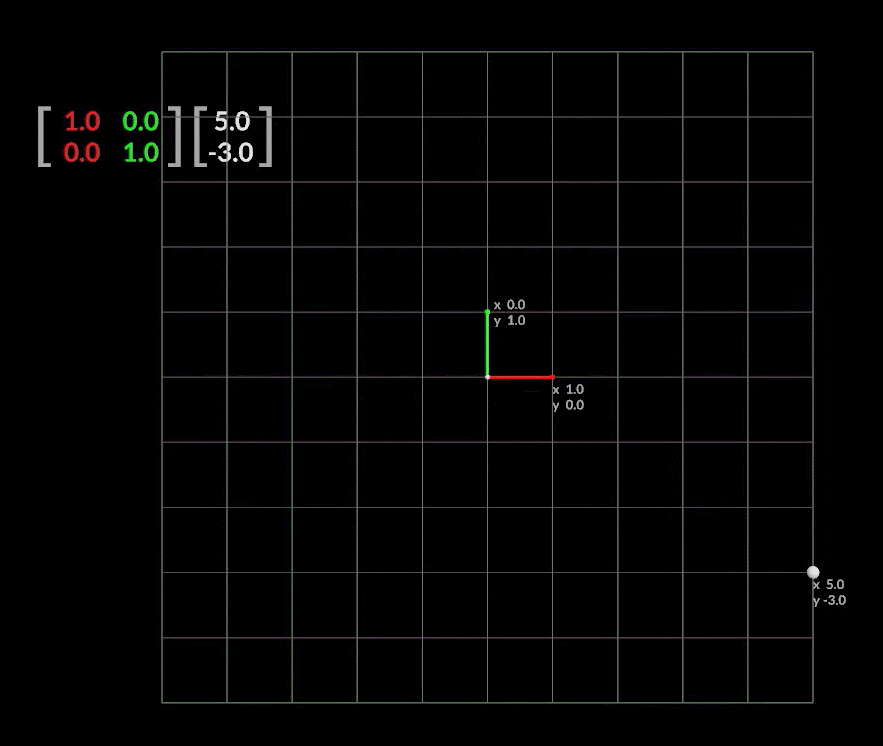 [ 1.0 0.0 ] [ 5.0 ]
[ 0.0 1.0 ] [ -3.0 ]
x 0.0
y 1.0
x 1.0
y 0.0
x 5.0
y -3.0